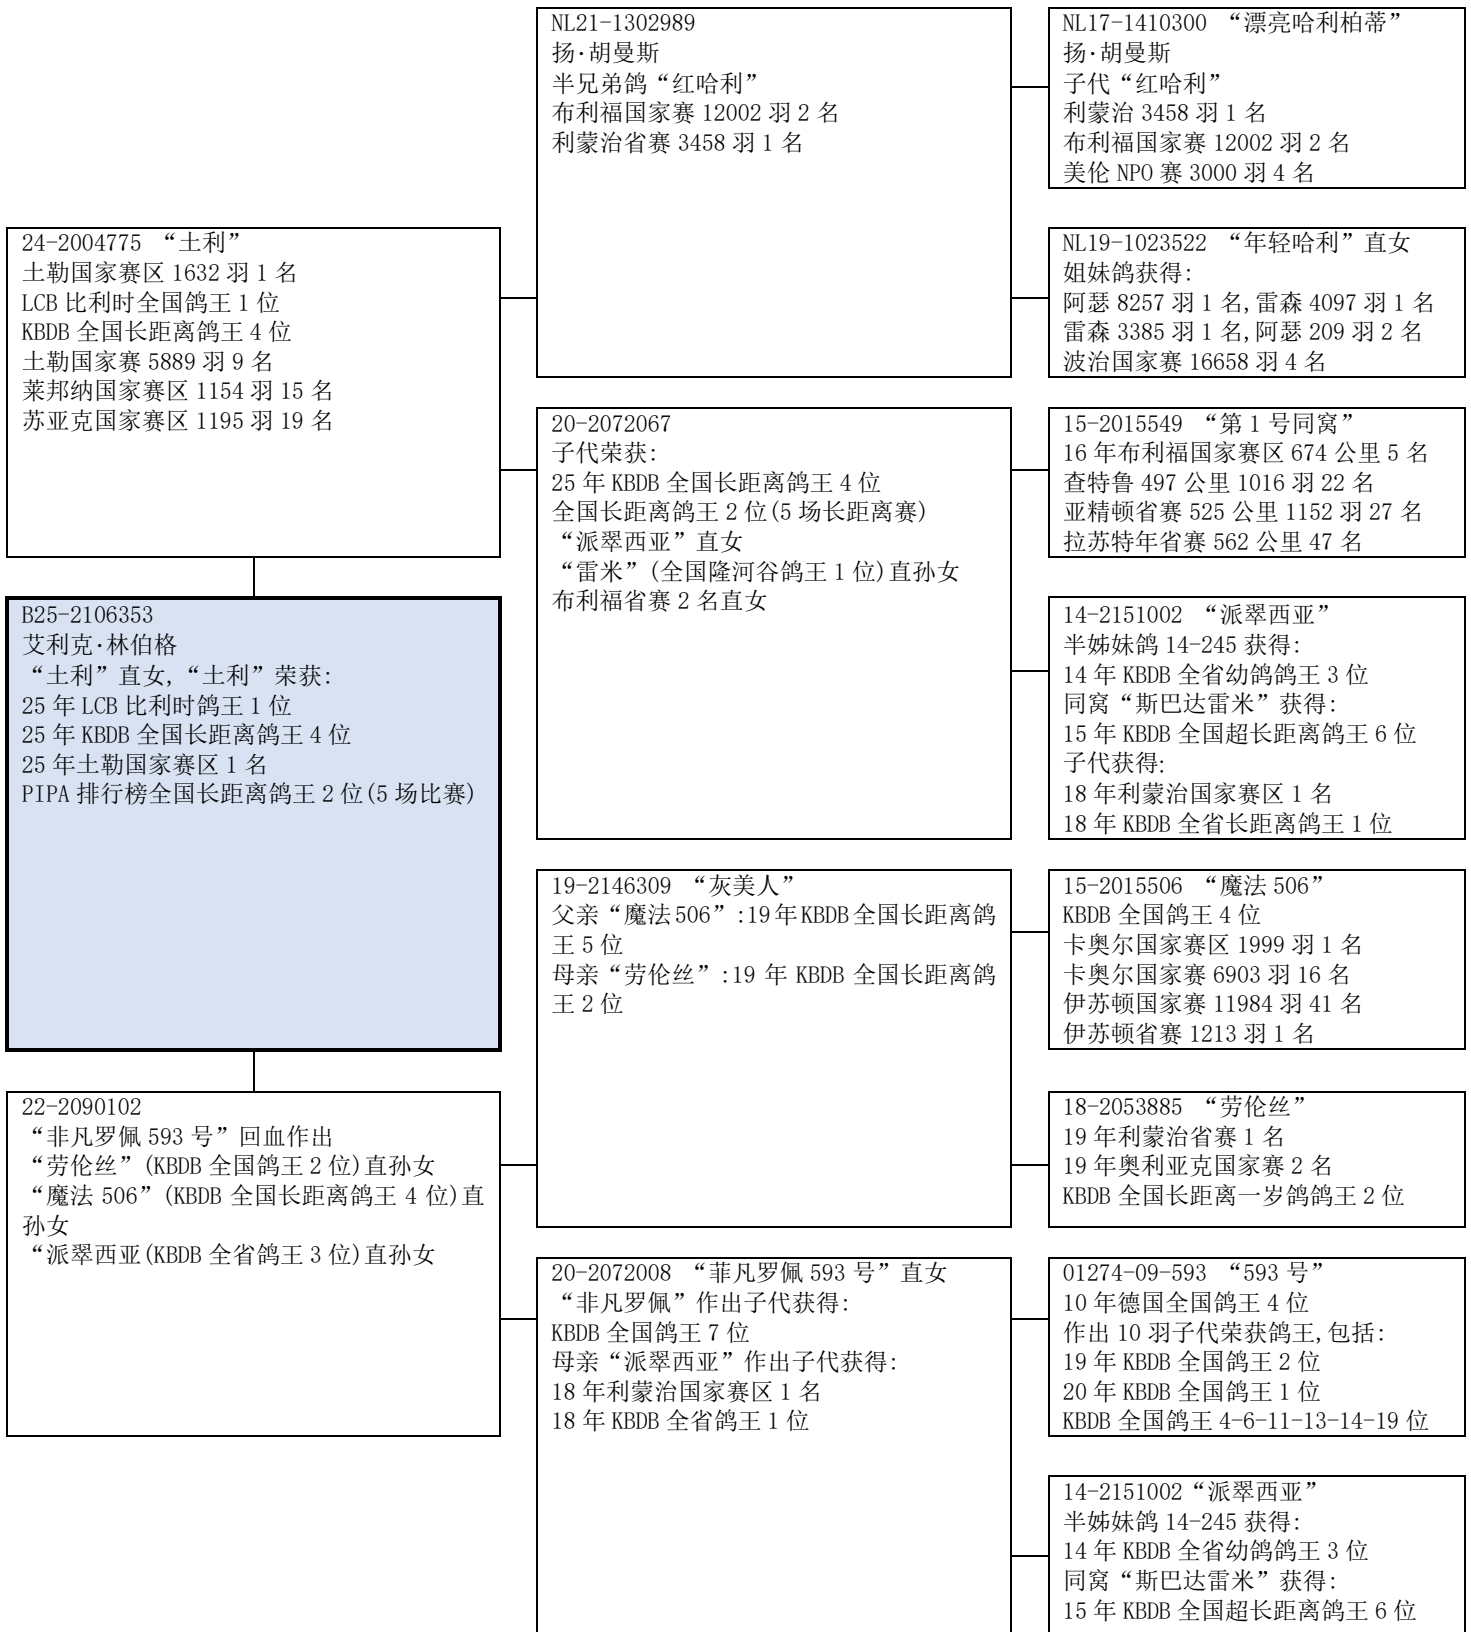 24-2004775 “土利”
土勒国家赛区 1632 羽 1 名
LCB 比利时全国鸽王 1 位
KBDB 全国长距离鸽王 4 位
土勒国家赛 5889 羽 9 名
莱邦纳国家赛区 1154 羽 15 名
苏亚克国家赛区 1195 羽 19 名
B25-2106353
艾利克·林伯格
“土利”直女,“土利”荣获:
25 年 LCB 比利时鸽王 1 位
25 年 KBDB 全国长距离鸽王 4 位
25 年土勒国家赛区 1 名
PIPA 排行榜全国长距离鸽王 2 位(5 场比赛)
22-2090102
“非凡罗佩 593 号”回血作出
“劳伦丝”(KBDB 全国鸽王 2 位)直孙女
“魔法 506”(KBDB 全国长距离鸽王 4 位)直
孙女
“派翠西亚(KBDB 全省鸽王 3 位)直孙女
NL21-1302989
扬·胡曼斯
半兄弟鸽“红哈利”
布利福国家赛 12002 羽 2 名
利蒙治省赛 3458 羽 1 名
20-2072067
子代荣获:
25 年 KBDB 全国长距离鸽王 4 位
全国长距离鸽王 2 位(5 场长距离赛)
“派翠西亚”直女
“雷米”(全国隆河谷鸽王 1 位)直孙女
布利福省赛 2 名直女
19-2146309 “灰美人”
父亲“魔法 506”:19 年 KBDB 全国长距离鸽
王 5 位
母亲“劳伦丝”:19 年 KBDB 全国长距离鸽
王 2 位
20-2072008 “菲凡罗佩 593 号”直女
“非凡罗佩”作出子代获得:
KBDB 全国鸽王 7 位
母亲“派翠西亚”作出子代获得:
18 年利蒙治国家赛区 1 名
18 年 KBDB 全省鸽王 1 位
NL17-1410300 “漂亮哈利柏蒂”
扬·胡曼斯
子代“红哈利”
利蒙治 3458 羽 1 名
布利福国家赛 12002 羽 2 名
美伦 NPO 赛 3000 羽 4 名
NL19-1023522 “年轻哈利”直女
姐妹鸽获得:
阿瑟 8257 羽 1 名,雷森 4097 羽 1 名
雷森 3385 羽 1 名,阿瑟 209 羽 2 名
波治国家赛 16658 羽 4 名
15-2015549 “第 1 号同窝”
16 年布利福国家赛区 674 公里 5 名
查特鲁 497 公里 1016 羽 22 名
亚精顿省赛 525 公里 1152 羽 27 名
拉苏特年省赛 562 公里 47 名
14-2151002 “派翠西亚”
半姊妹鸽 14-245 获得:
14 年 KBDB 全省幼鸽鸽王 3 位
同窝“斯巴达雷米”获得:
15 年 KBDB 全国超长距离鸽王 6 位
子代获得:
18 年利蒙治国家赛区 1 名
18 年 KBDB 全省长距离鸽王 1 位
15-2015506 “魔法 506”
KBDB 全国鸽王 4 位
卡奥尔国家赛区 1999 羽 1 名
卡奥尔国家赛 6903 羽 16 名
伊苏顿国家赛 11984 羽 41 名
伊苏顿省赛 1213 羽 1 名
18-2053885 “劳伦丝”
19 年利蒙治省赛 1 名
19 年奥利亚克国家赛 2 名
KBDB 全国长距离一岁鸽鸽王 2 位
01274-09-593 “593 号”
10 年德国全国鸽王 4 位
作出 10 羽子代荣获鸽王,包括:
19 年 KBDB 全国鸽王 2 位
20 年 KBDB 全国鸽王 1 位
KBDB 全国鸽王 4-6-11-13-14-19 位
14-2151002“派翠西亚”
半姊妹鸽 14-245 获得:
14 年 KBDB 全省幼鸽鸽王 3 位
同窝“斯巴达雷米”获得:
15 年 KBDB 全国超长距离鸽王 6 位